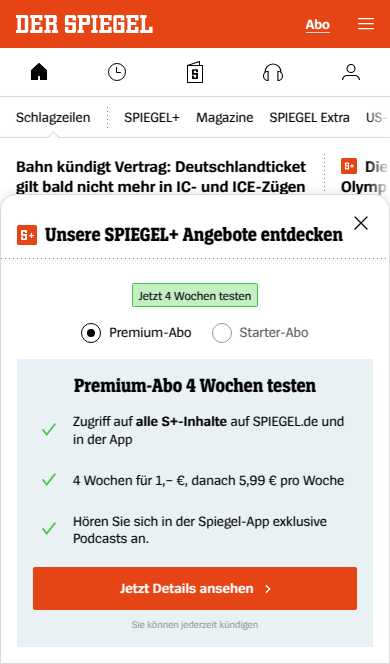 DER SPIEGEL
Abo
Schlagzeilen
SPIEGEL+
Magazine
SPIEGEL Extra
US-
Bahn kündigt Vertrag: Deutschlandticket
gilt bald nicht mehr in IC- und ICE-Zügen
S+ Die
Olymp
S+ Unsere SPIEGEL+ Angebote entdecken
Jetzt 4 Wochen testen
Premium-Abo
Starter-Abo
Premium-Abo 4 Wochen testen
Zugriff auf alle S+-Inhalte auf SPIEGEL.de und
in der App
4 Wochen für 1,– €, danach 5,99 € pro Woche
Hören Sie sich in der Spiegel-App exklusive
Podcasts an.
Jetzt Details ansehen
Sie können jederzeit kündigen